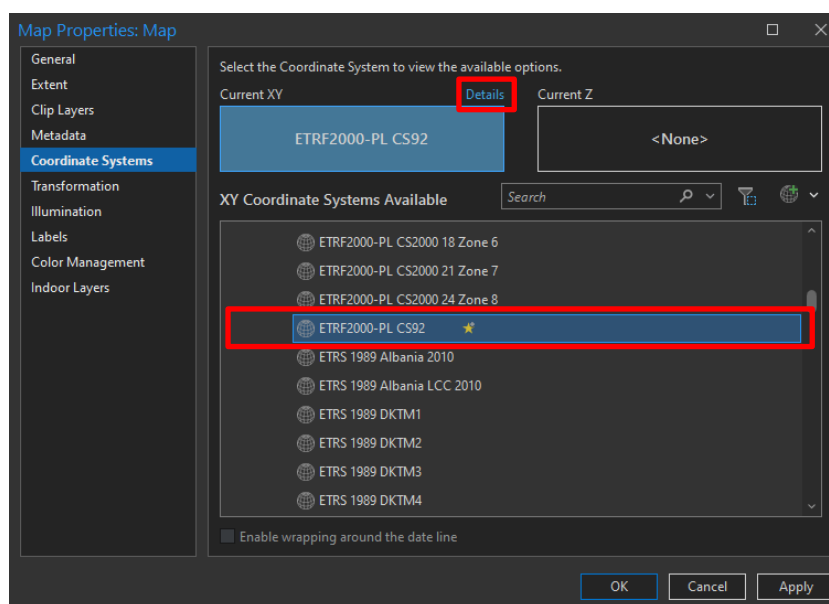 Map Properties: Map
General
Extent
Clip Layers
Metadata
Coordinate Systems
Transformation
Illumination
Labels
Color Management
Indoor Layers
Select the Coordinate System to view the available options.
Current XY Details Current Z
ETRF2000-PL CS92 <None>
XY Coordinate Systems Available Search
ETRF2000-PL CS2000 18 Zone 6
ETRF2000-PL CS2000 21 Zone 7
ETRF2000-PL CS2000 24 Zone 8
ETRF2000-PL CS92
ETRS 1989 Albania 2010
ETRS 1989 Albania LCC 2010
ETRS 1989 DKTM1
ETRS 1989 DKTM2
ETRS 1989 DKTM3
ETRS 1989 DKTM4
Enable wrapping around the date line
OK Cancel Apply